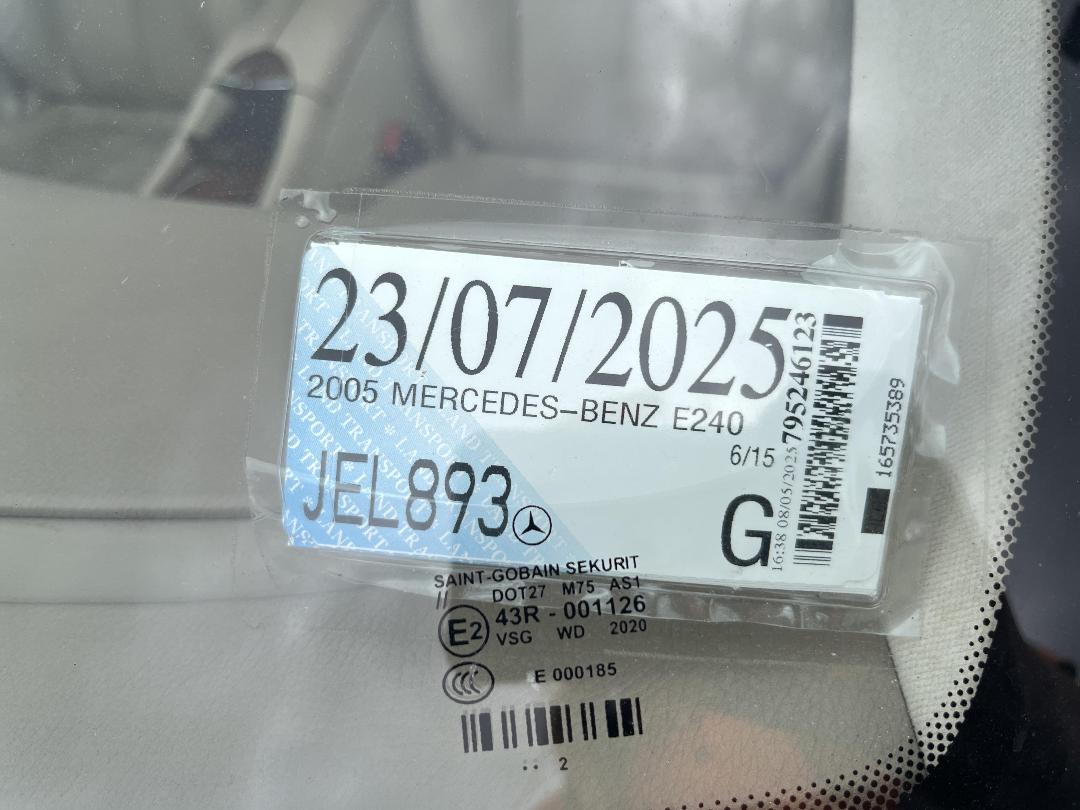 23/07/2025
2005 MERCEDES-BENZ E240
6/15
JEL893
G
16:38 08/05/2025 795246123
165735389
SAINT-GOBAIN SEKURIT
//
DOT27 M75 AS1
E2
43R - 001126
VSG WD 2020
CCC
E 000185
.. 2